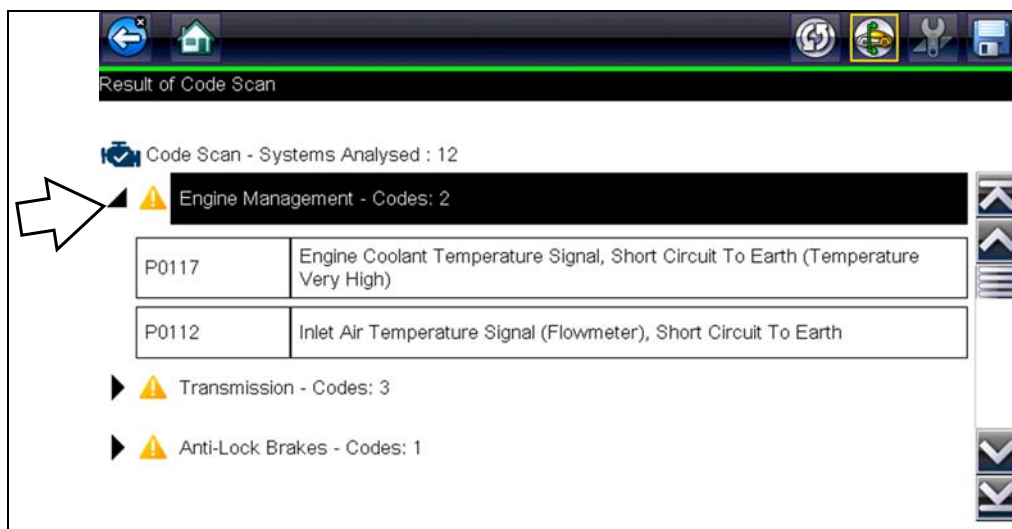 Result of Code Scan
Code Scan - Systems Analysed : 12
Engine Management - Codes: 2
P0117
Engine Coolant Temperature Signal, Short Circuit To Earth (Temperature
Very High)
P0112
Inlet Air Temperature Signal (Flowmeter), Short Circuit To Earth
Transmission - Codes: 3
Anti-Lock Brakes - Codes: 1